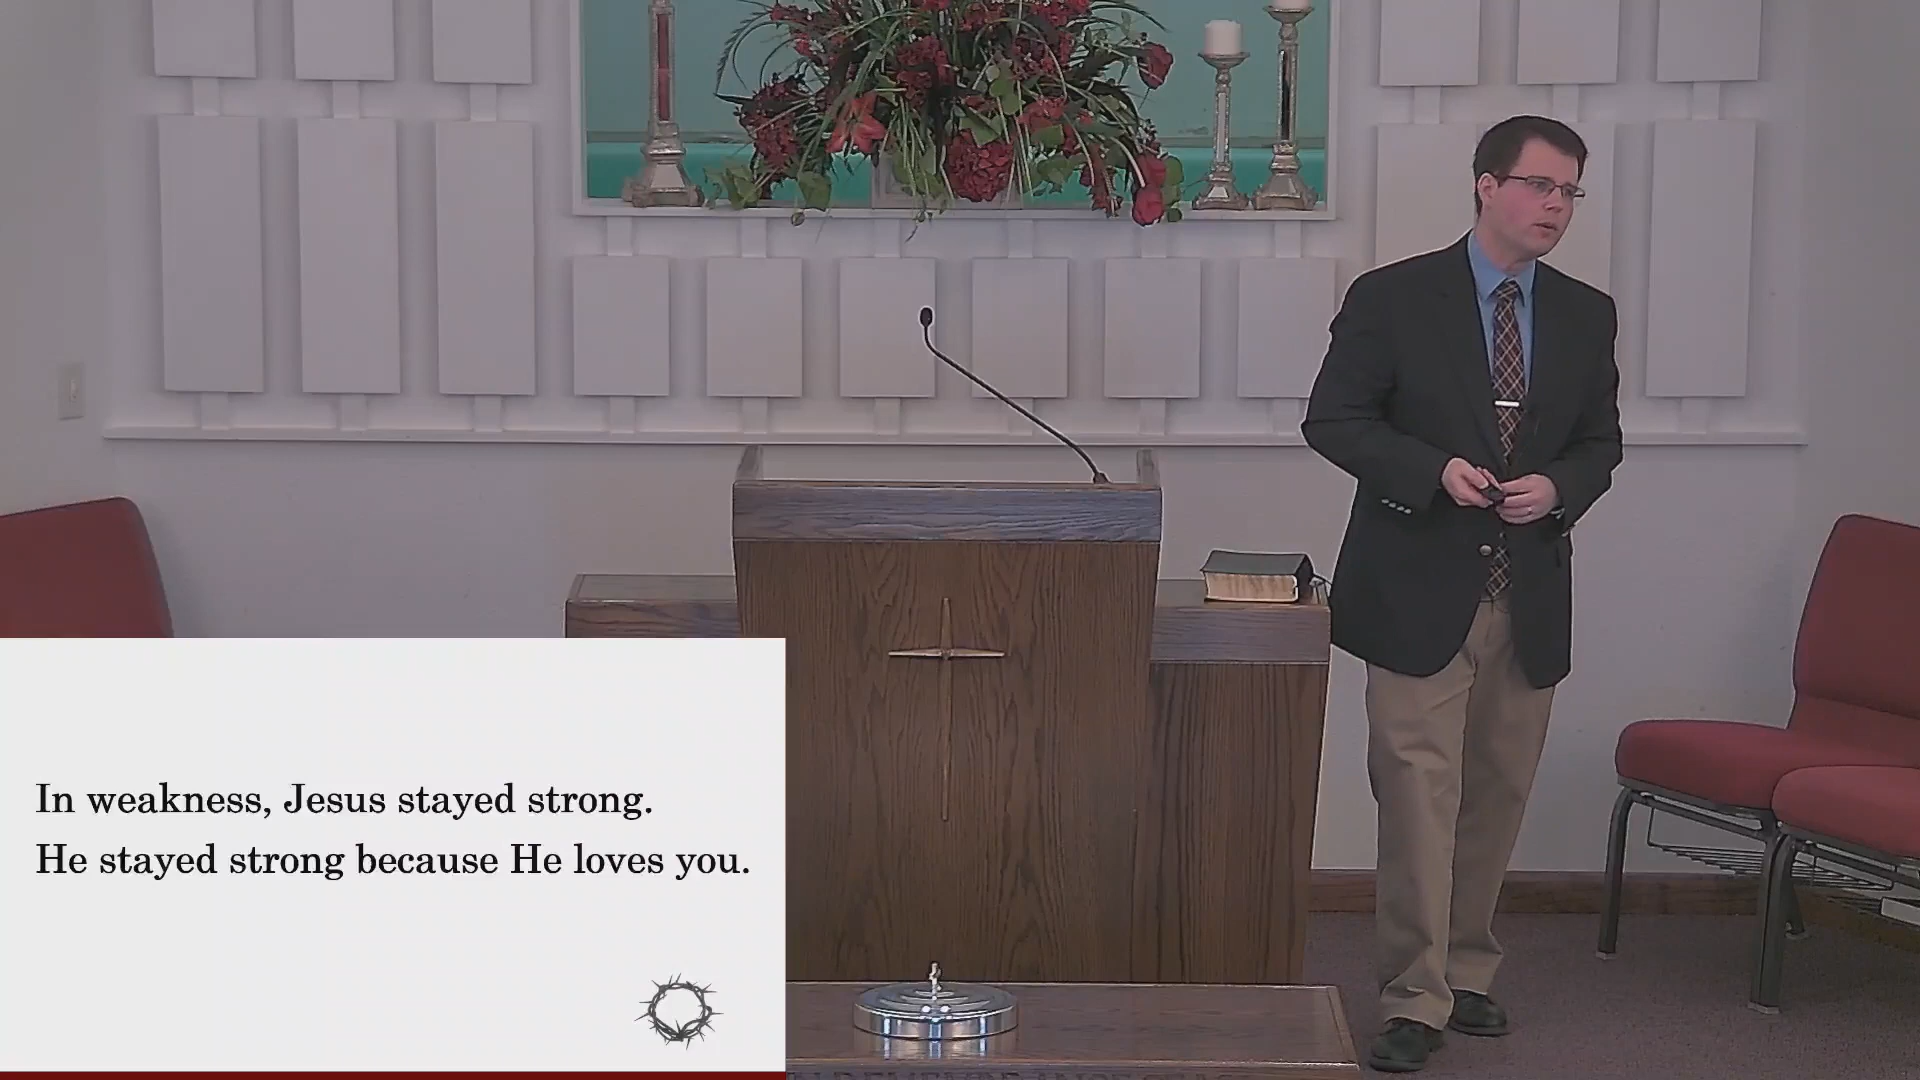 In weakness, Jesus stayed strong.
He stayed strong because He loves you.